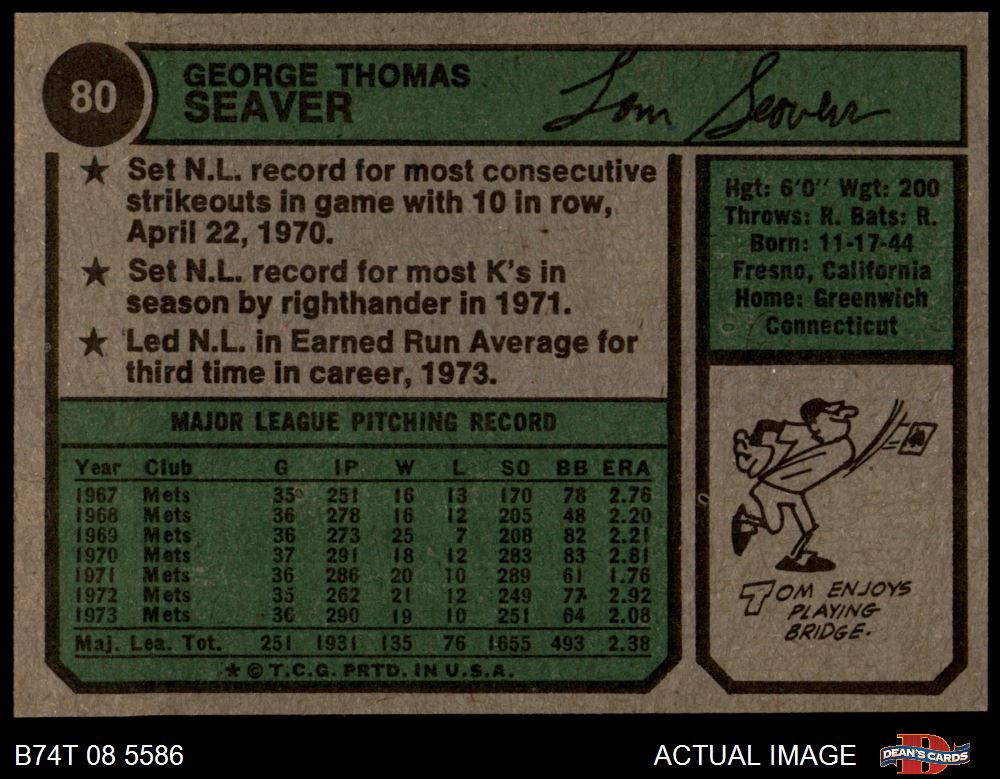 80
GEORGE THOMAS
SEAVER
Tom Seaver
★ Set N.L. record for most consecutive
strikeouts in game with 10 in row,
April 22, 1970.
★ Set N.L. record for most K's in
season by righthander in 1971.
★ Led N.L. in Earned Run Average for
third time in career, 1973.
Hgt: 6'0" Wgt: 200
Throws: R. Bats: R.
Born: 11-17-44
Fresno, California
Home: Greenwich
Connecticut
MAJOR LEAGUE PITCHING RECORD
Year Club G IP W L SO BB ERA
1967 Mets 35 251 16 13 170 78 2.76
1968 Mets 36 278 16 12 205 48 2.20
1969 Mets 36 273 25 7 208 82 2.21
1970 Mets 37 291 18 12 283 83 2.81
1971 Mets 36 286 20 10 289 61 1.76
1972 Mets 35 262 21 12 249 77 2.92
1973 Mets 36 290 19 10 251 64 2.08
Maj. Lea. Tot. 251 1931 135 76 1655 493 2.38
★ © T.C.G. PRTD. IN U.S.A.
TOM ENJOYS
PLAYING
BRIDGE.
B74T 08 5586
ACTUAL IMAGE
DEAN'S CARDS